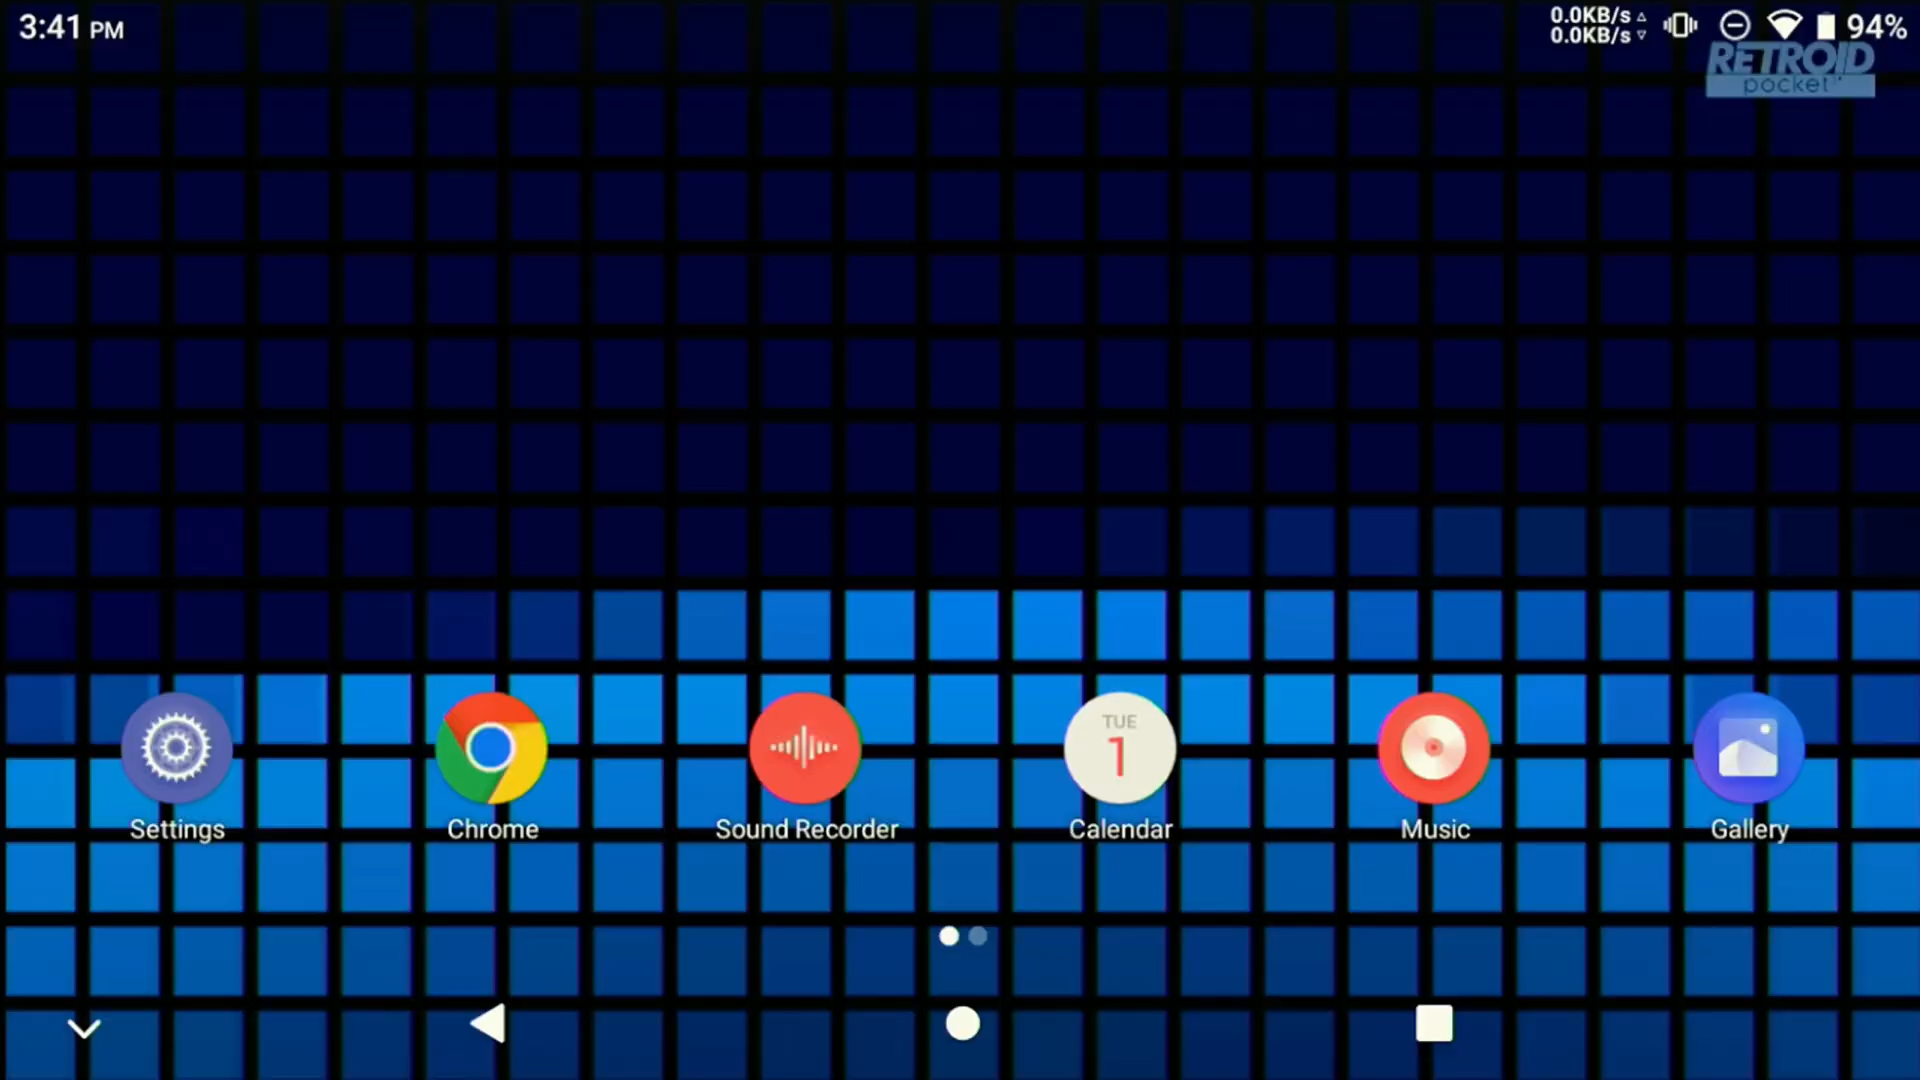 3:41 PM
0.0KB/s
0.0KB/s
94%
RETROID
pocket
Settings
Chrome
Sound Recorder
TUE
1
Calendar
Music
Gallery